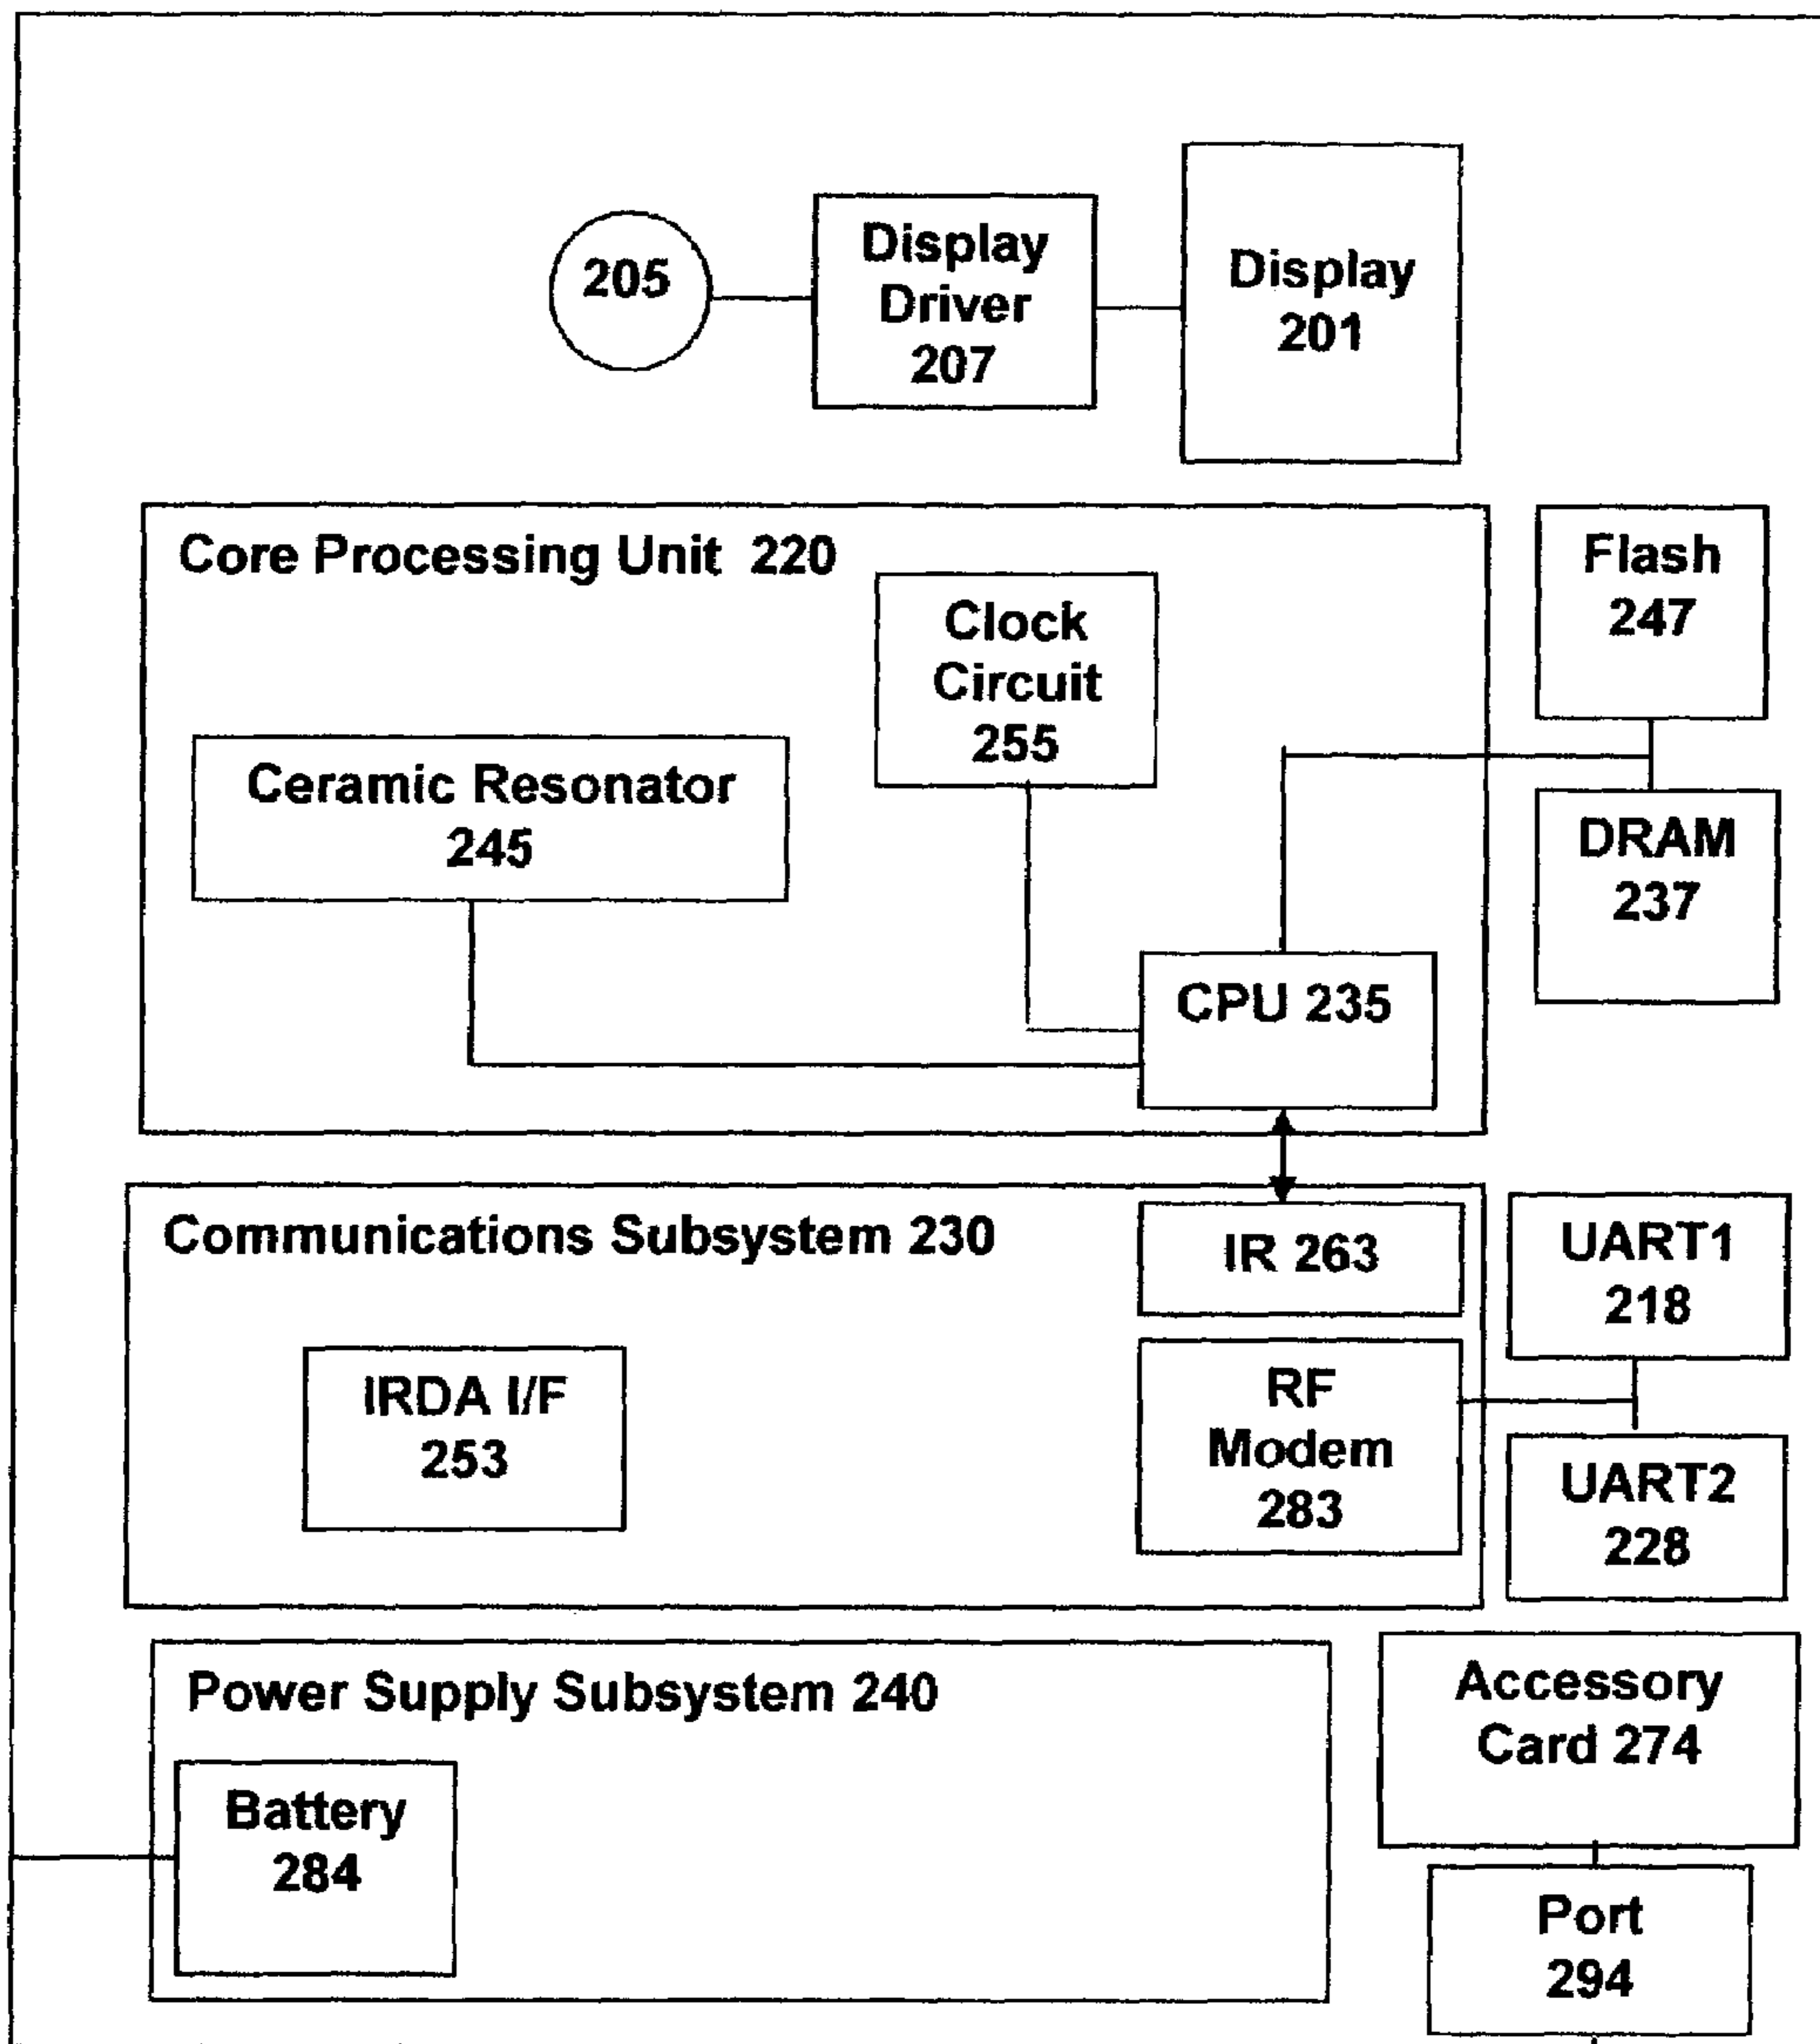 205
Display
Driver
207
Display
201
Core Processing Unit 220
Clock
Circuit
255
Ceramic Resonator
245
CPU 235
Flash
247
DRAM
237
Communications Subsystem 230
IR 263
IRDA I/F
253
RF
Modem
283
UART1
218
UART2
228
Power Supply Subsystem 240
Battery
284
Accessory
Card 274
Port
294